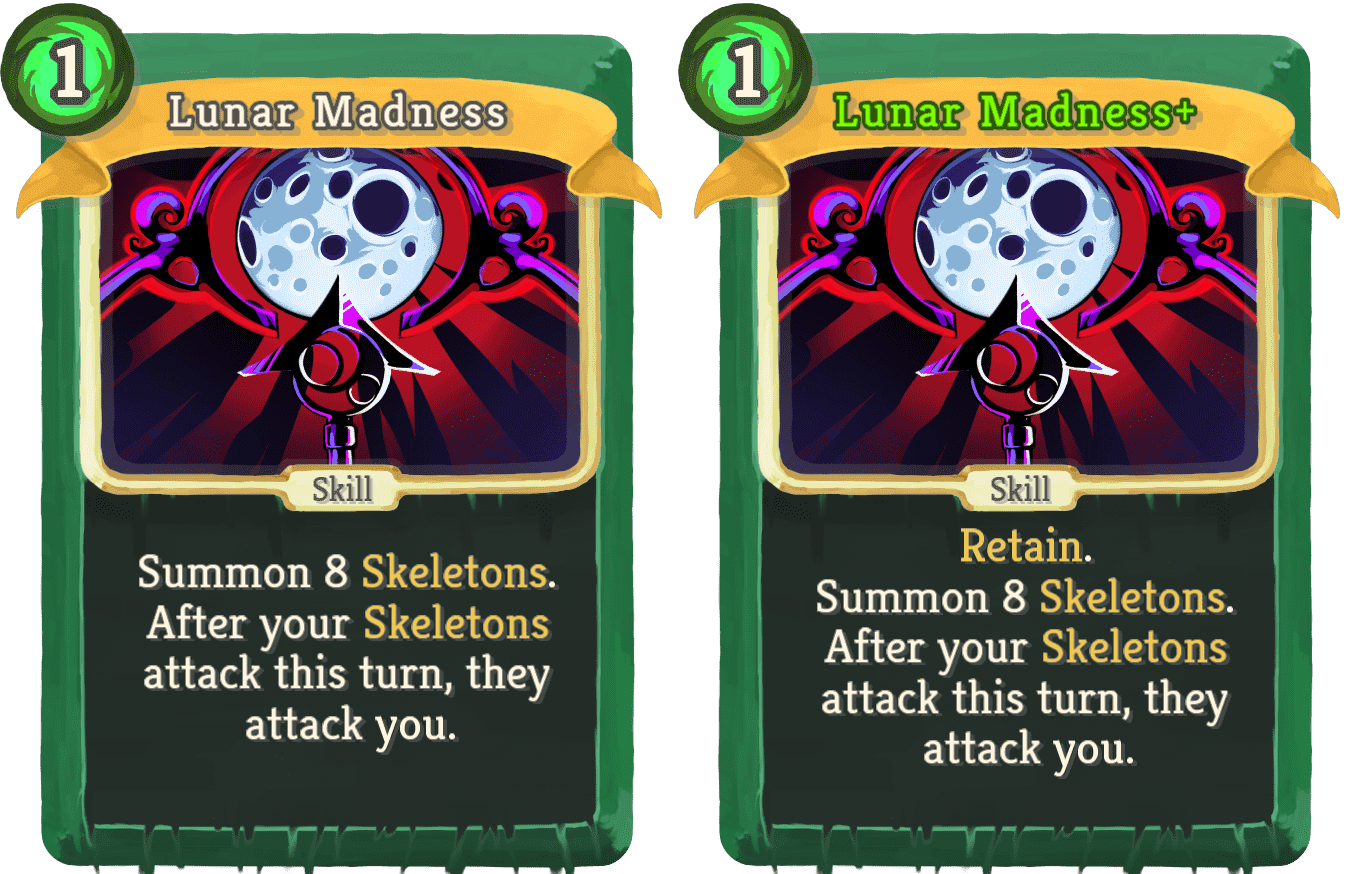 1
Lunar Madness
Skill
Summon 8 Skeletons.
After your Skeletons
attack this turn, they
attack you.
1
Lunar Madness+
Skill
Retain.
Summon 8 Skeletons.
After your Skeletons
attack this turn, they
attack you.